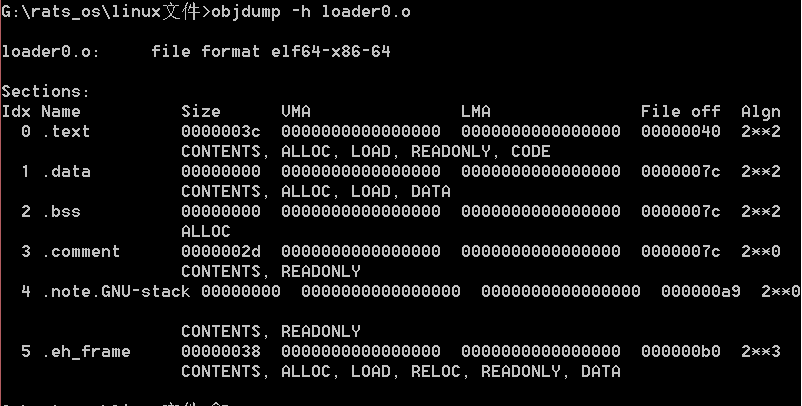 G:\rats_os\linux文件>objdump -h loader0.o
loader0.o:     file format elf64-x86-64
Sections:
Idx Name          Size      VMA               LMA               File off  Algn
  0 .text         0000003c  0000000000000000  0000000000000000  00000040  2**2
                  CONTENTS, ALLOC, LOAD, READONLY, CODE
  1 .data         00000000  0000000000000000  0000000000000000  0000007c  2**2
                  CONTENTS, ALLOC, LOAD, DATA
  2 .bss          00000000  0000000000000000  0000000000000000  0000007c  2**2
                  ALLOC
  3 .comment      0000002d  0000000000000000  0000000000000000  0000007c  2**0
                  CONTENTS, READONLY
  4 .note.GNU-stack 00000000  0000000000000000  0000000000000000  000000a9  2**0
                  CONTENTS, READONLY
  5 .eh_frame     00000038  0000000000000000  0000000000000000  000000b0  2**3
                  CONTENTS, ALLOC, LOAD, RELOC, READONLY, DATA